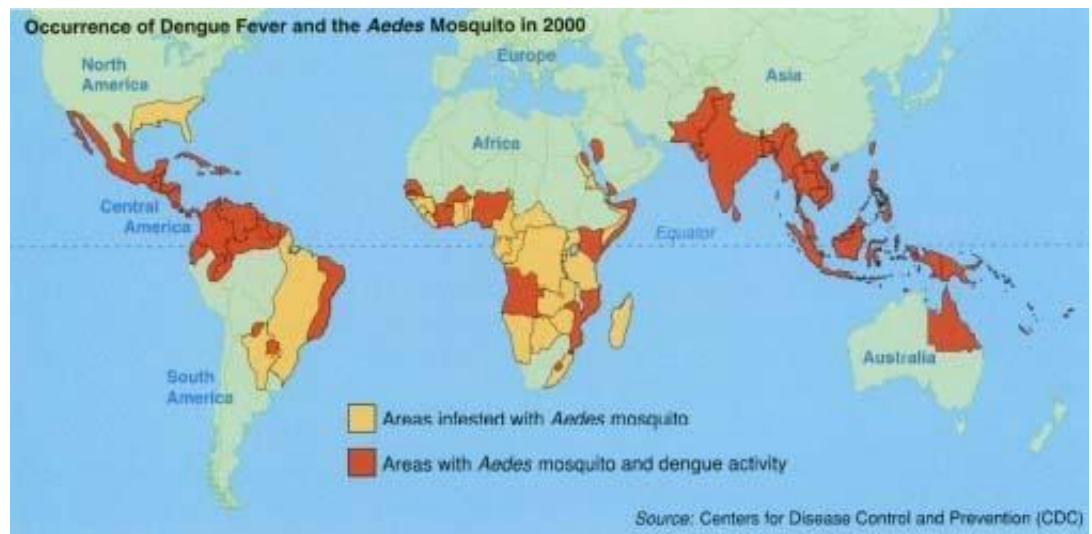 Occurrence of Dengue Fever and the Aedes Mosquito in 2000
North
America
Europe
Asia
Africa
Central
America
Equator
South
America
Australia
Areas infested with Aedes mosquito
Areas with Aedes mosquito and dengue activity
Source: Centers for Disease Control and Prevention (CDC)